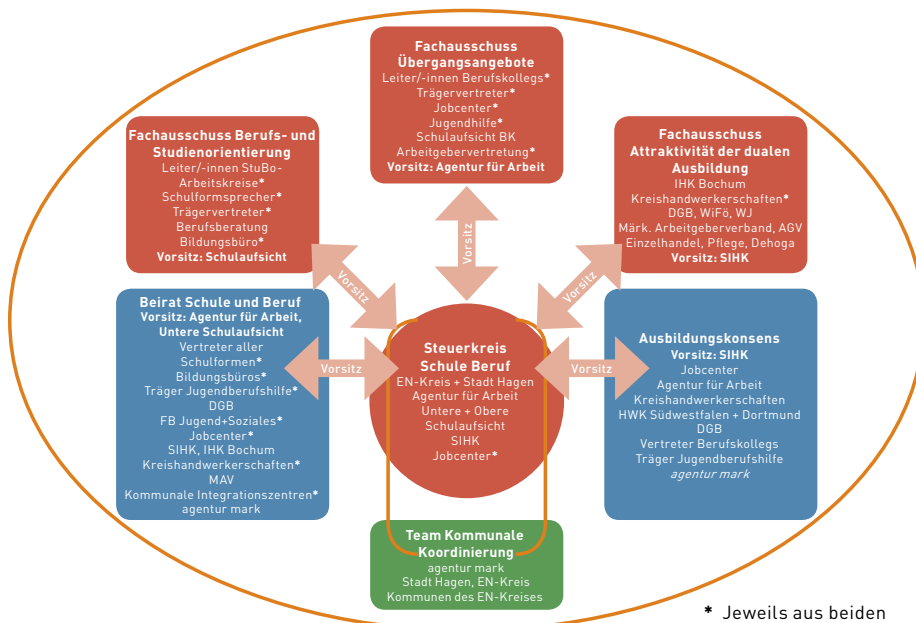 Fachausschuss
Übergangsangebote
Leiter/-innen Berufskollegs*
Trägervertreter*
Jobcenter*
Jugendhilfe*
Schulaufsicht BK
Arbeitgebervertretung*
Vorsitz: Agentur für Arbeit
Fachausschuss Berufs- und
Studienorientierung
Leiter/-innen StuBo-
Arbeitskreise*
Schulformsprecher*
Trägervertreter*
Berufsberatung
Bildungsbüro*
Vorsitz: Schulaufsicht
Fachausschuss
Attraktivität der dualen
Ausbildung
IHK Bochum
Kreishandwerkerschaften*
DGB, WiFö, WJ
Märk. Arbeitgeberverband, AGV
Einzelhandel, Pflege, Dehoga
Vorsitz: SIHK
Vorsitz
Vorsitz
Vorsitz
Beirat Schule und Beruf
Vorsitz: Agentur für Arbeit,
Untere Schulaufsicht
Vertreter aller
Schulformen*
Bildungsbüros*
Träger Jugendberufshilfe*
DGB
FB Jugend+Soziales*
Jobcenter*
SIHK, IHK Bochum
Kreishandwerkerschaften*
MAV
Kommunale Integrationszentren*
agentur mark
Vorsitz
Steuerkreis
Schule Beruf
EN-Kreis + Stadt Hagen
Agentur für Arbeit
Untere + Obere
Schulaufsicht
SIHK
Jobcenter*
Vorsitz
Ausbildungskonsens
Vorsitz: SIHK
Jobcenter
Agentur für Arbeit
Kreishandwerkerschaften
HWK Südwestfalen + Dortmund
DGB
Vertreter Berufskollegs
Träger Jugendberufshilfe
agentur mark
Team Kommunale
Koordinierung
agentur mark
Stadt Hagen, EN-Kreis
Kommunen des EN-Kreises
* Jeweils aus beiden